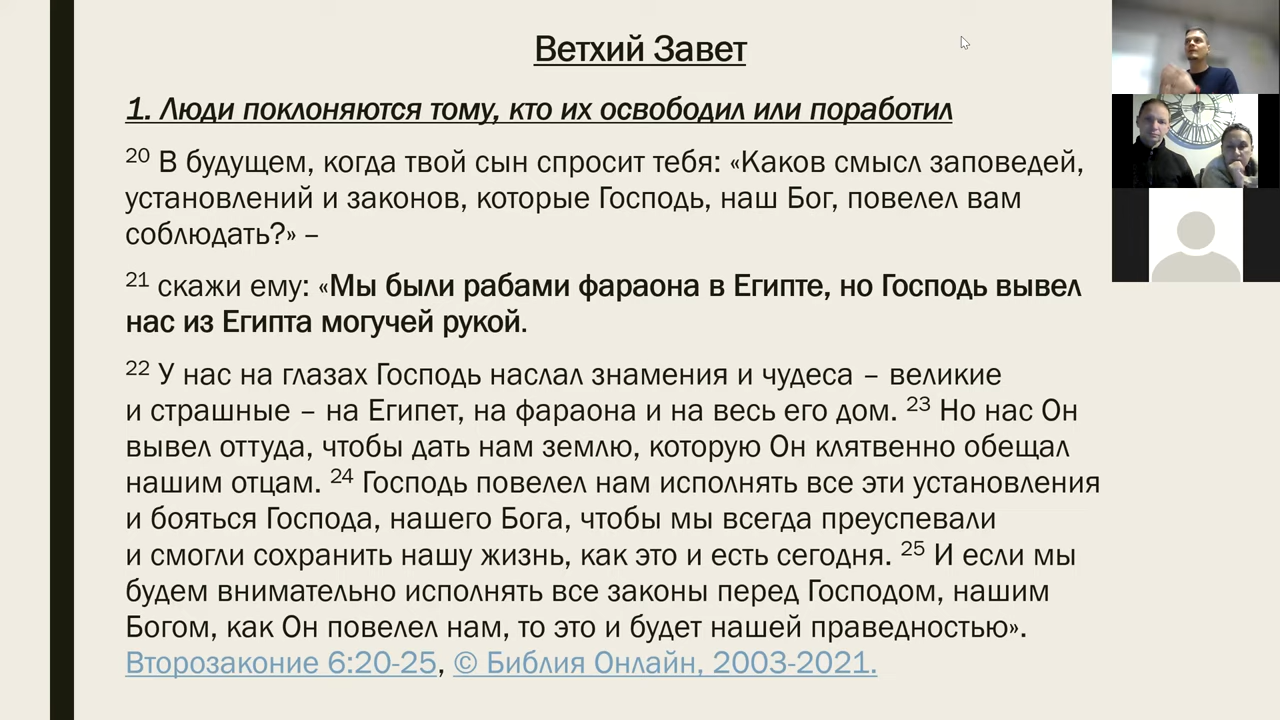 Ветхий Завет
1. Люди поклоняются тому, кто их освободил или поработил
20 В будущем, когда твой сын спросит тебя: «Каков смысл заповедей,
установлений и законов, которые Господь, наш Бог, повелел вам
соблюдать?» –
21 скажи ему: «Мы были рабами фараона в Египте, но Господь вывел
нас из Египта могучей рукой.
22 У нас на глазах Господь наслал знамения и чудеса – великие
и страшные – на Египет, на фараона и на весь его дом. 23 Но нас Он
вывел оттуда, чтобы дать нам землю, которую Он клятвенно обещал
нашим отцам. 24 Господь повелел нам исполнять все эти установления
и бояться Господа, нашего Бога, чтобы мы всегда преуспевали
и смогли сохранить нашу жизнь, как это и есть сегодня. 25 И если мы
будем внимательно исполнять все законы перед Господом, нашим
Богом, как Он повелел нам, то это и будет нашей праведностью».
Второзаконие 6:20-25, © Библия Онлайн, 2003-2021.